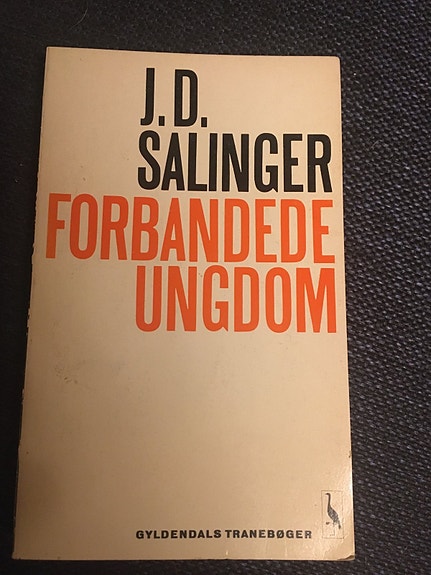 J.D.
SALINGER
FORBANDEDE
UNGDOM
GYLDENDALS TRANEBØGER